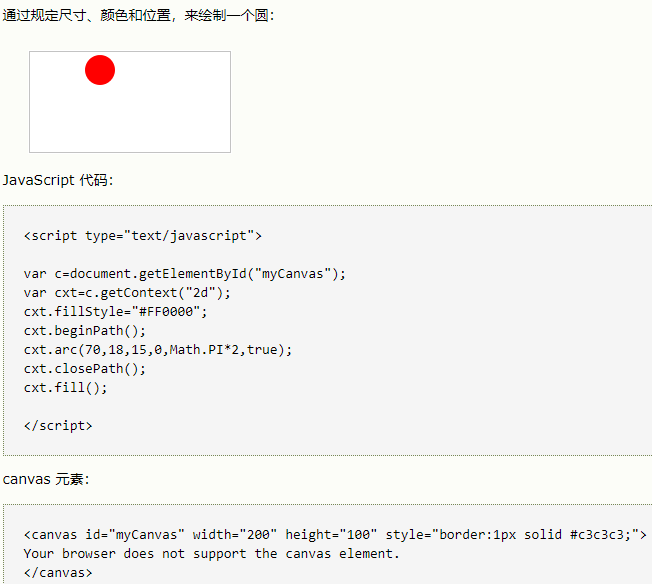 通过规定尺寸、颜色和位置，来绘制一个圆：
JavaScript 代码：
<script type="text/javascript">
var c=document.getElementById("myCanvas");
var cxt=c.getContext("2d");
cxt.fillStyle="#FF0000";
cxt.beginPath();
cxt.arc(70,18,15,0,Math.PI*2,true);
cxt.closePath();
cxt.fill();
</script>
canvas 元素：
<canvas id="myCanvas" width="200" height="100" style="border:1px solid #c3c3c3;">
Your browser does not support the canvas element.
</canvas>